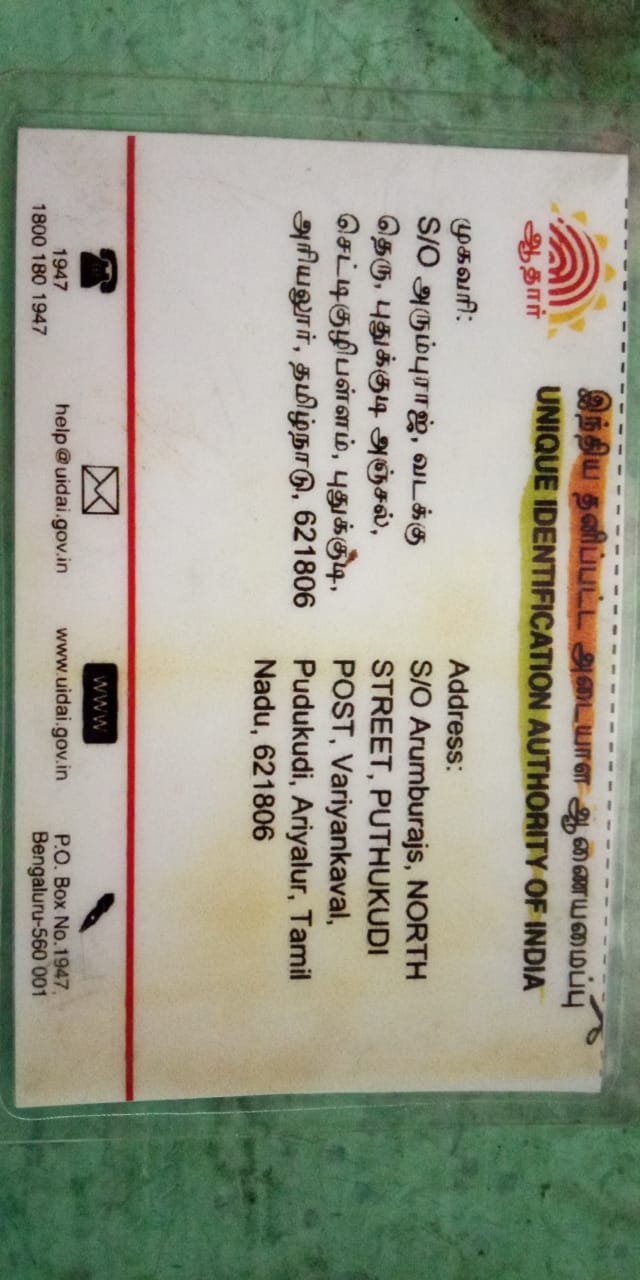 ஆதார்
இந்திய தனிப்பட்ட அடையாள ஆணையமைப்பு
UNIQUE IDENTIFICATION AUTHORITY OF INDIA
முகவரி:
S/O அரும்புராஜ், வடக்கு
தெரு, புதுக்குடி அஞ்சல்,
செட்டிகுழிபள்ளம், புதுக்குடி,
அரியலூர், தமிழ்நாடு, 621806
Address:
S/O Arumburajs, NORTH
STREET, PUTHUKUDI
POST, Variyankaval,
Pudukudi, Ariyalur, Tamil
Nadu, 621806
1947
1800 180 1947
help@uidai.gov.in
www
www.uidai.gov.in
P.O. Box No.1947,
Bengaluru-560 001